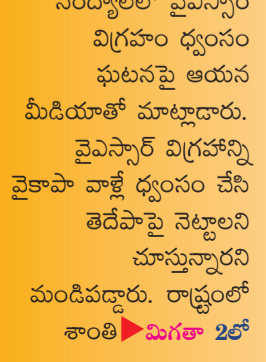 నంద్యాలలో వైఎస్సార్
విగ్రహం ధ్వంసం
ఘటనపై ఆయన
మీడియాతో మాట్లాడారు.
వైఎస్సార్ విగ్రహాన్ని
వైకాపా వాళ్లే ధ్వంసం చేసి
తెదేపాపై నెట్టాలని
చూస్తున్నారని
మండిపడ్డారు. రాష్ట్రంలో
శాంతి ▶మిగతా 2లో